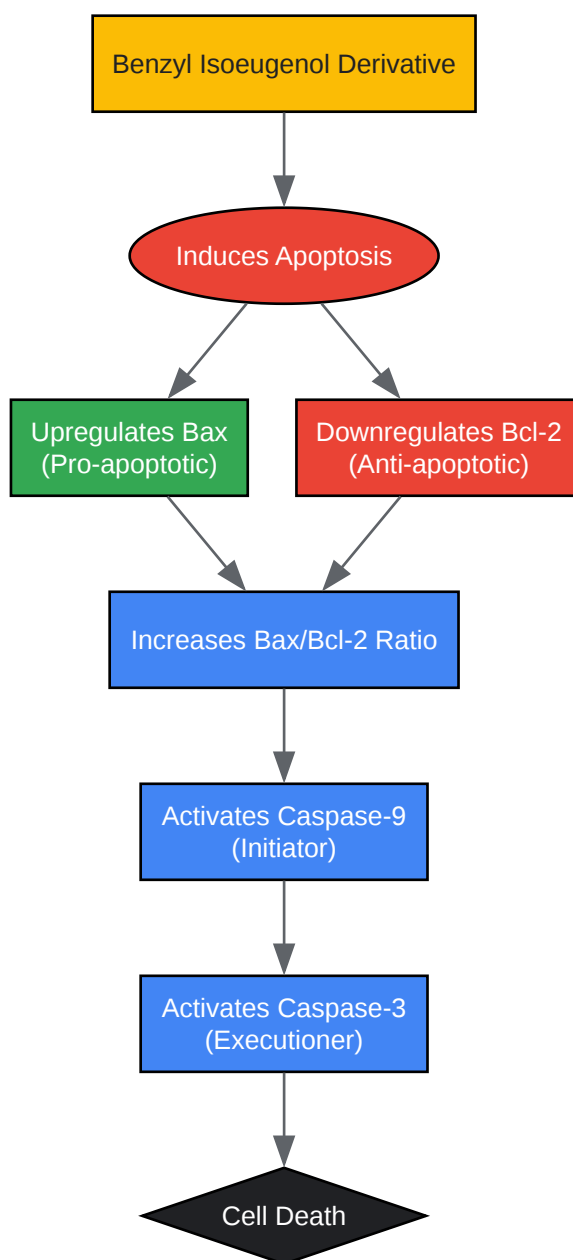 Benzyl Isoeugenol Derivative
Induces Apoptosis
Upregulates Bax
(Pro-apoptotic)
Downregulates Bcl-2
(Anti-apoptotic)
Increases Bax/Bcl-2 Ratio
Activates Caspase-9
(Initiator)
Activates Caspase-3
(Executioner)
Cell Death